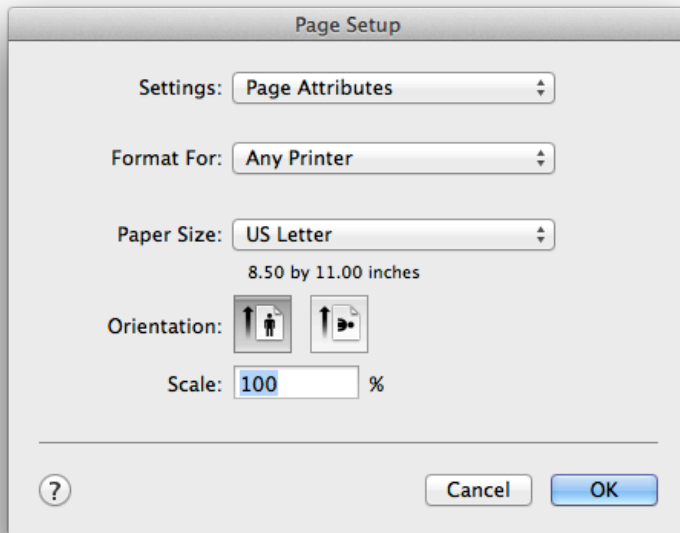 Page Setup
Settings: Page Attributes
Format For: Any Printer
Paper Size: US Letter
8.50 by 11.00 inches
Orientation:
Scale: 100 %
? Cancel OK